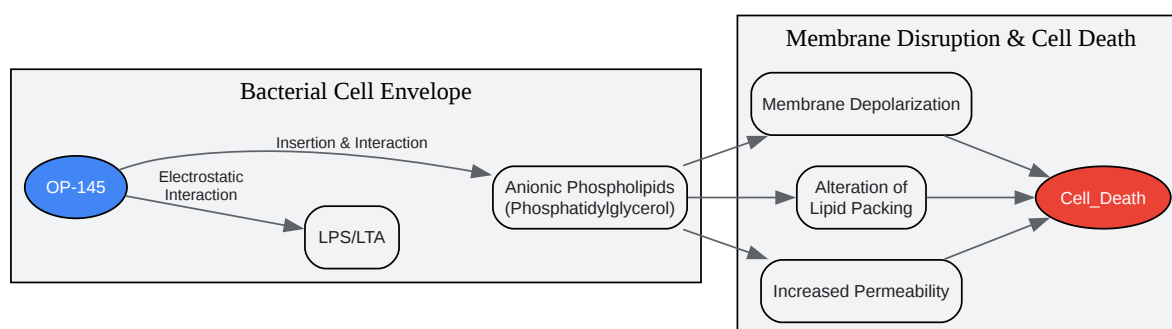 Bacterial Cell Envelope
OP-145
Insertion & Interaction
Electrostatic
Interaction
LPS/LTA
Anionic Phospholipids
(Phosphatidylglycerol)
Membrane Disruption & Cell Death
Membrane Depolarization
Alteration of
Lipid Packing
Increased Permeability
Cell_Death